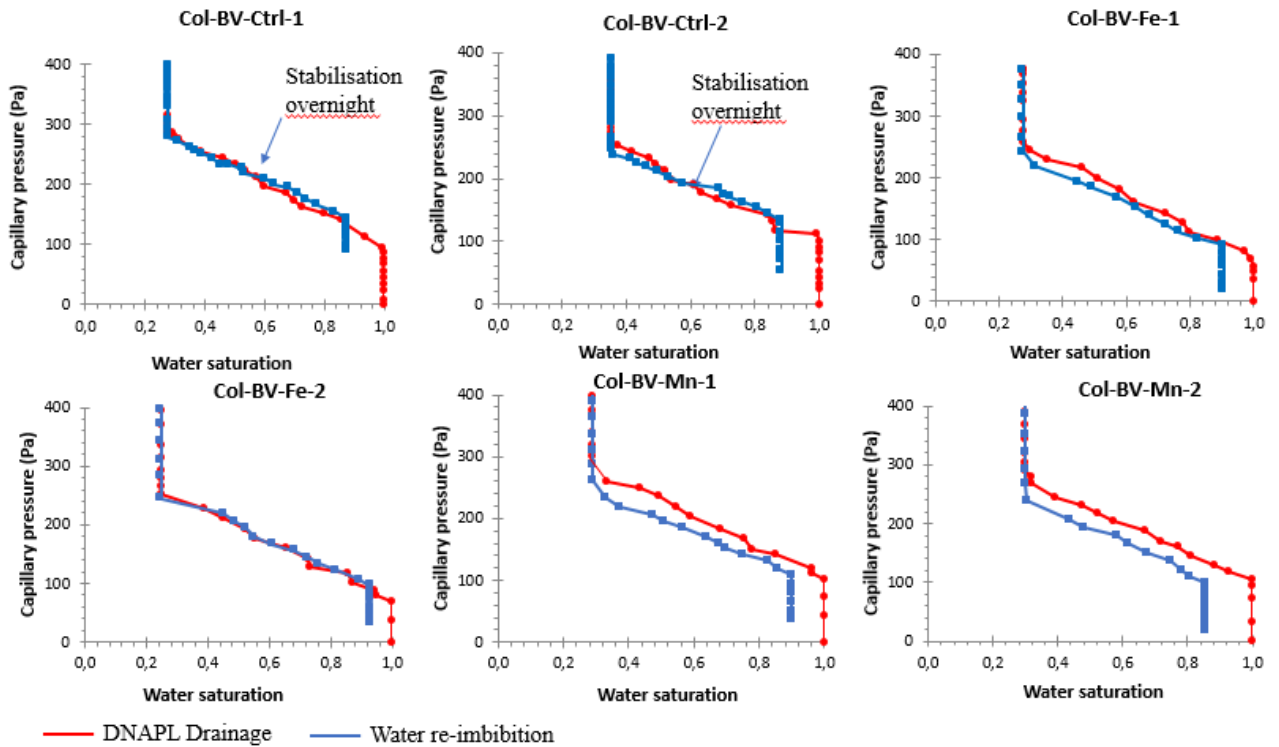 Col-BV-Ctrl-1
Capillary pressure (Pa)
400
300
200
100
0
Stabilisation
overnight
0,0 0,2 0,4 0,6 0,8 1,0
Water saturation
Col-BV-Ctrl-2
Capillary pressure (Pa)
400
300
200
100
0
Stabilisation
overnight
0,0 0,2 0,4 0,6 0,8 1,0
Water saturation
Col-BV-Fe-1
Capillary pressure (Pa)
400
300
200
100
0
0,0 0,2 0,4 0,6 0,8 1,0
Water saturation
Col-BV-Fe-2
Capillary pressure (Pa)
400
300
200
100
0
0,0 0,2 0,4 0,6 0,8 1,0
Water saturation
Col-BV-Mn-1
Capillary pressure (Pa)
400
300
200
100
0
0,0 0,2 0,4 0,6 0,8 1,0
Water saturation
Col-BV-Mn-2
Capillary pressure (Pa)
400
300
200
100
0
0,0 0,2 0,4 0,6 0,8 1,0
Water saturation
DNAPL Drainage Water re-imbibition